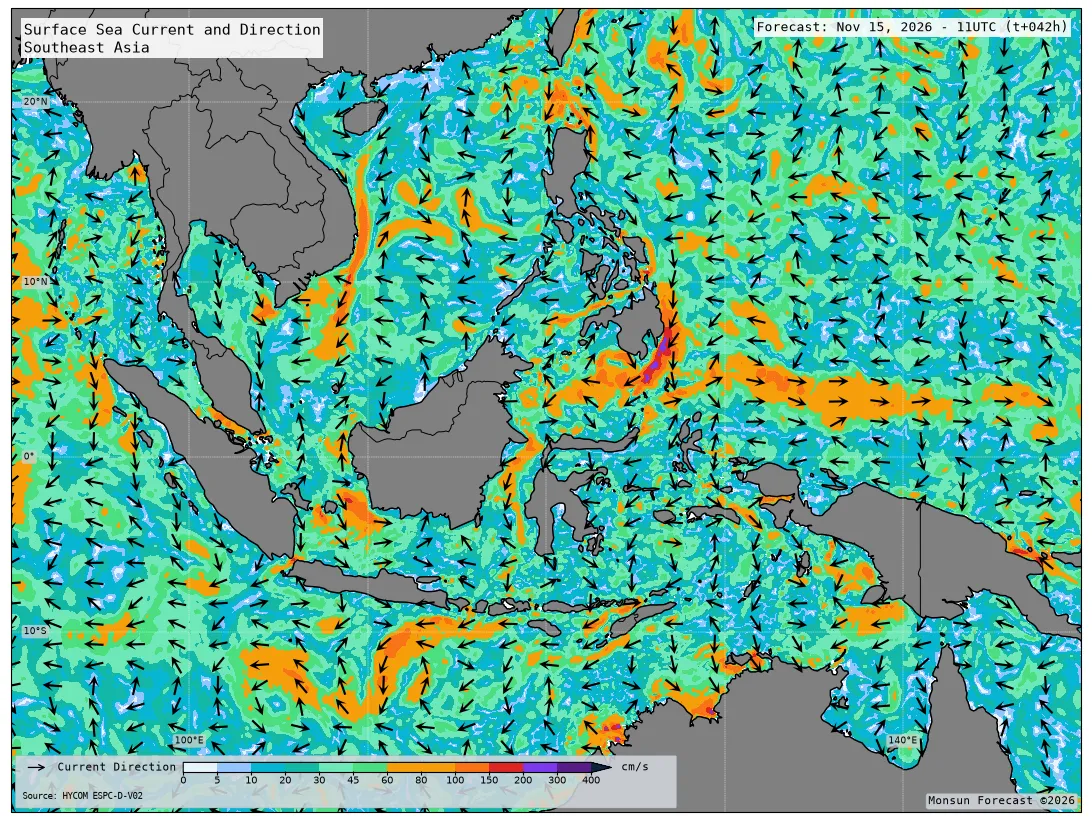 Surface Sea Current and Direction
Southeast Asia
Forecast: Nov 15, 2026 - 11UTC (t+042h)
20°N
10°N
0°
10°S
100°E
140°E
Current Direction
cm/s
0 5 10 20 30 45 60 80 100 150 200 300 400
Source: HYCOM ESPC-D-V02
Monsun Forecast ©2026